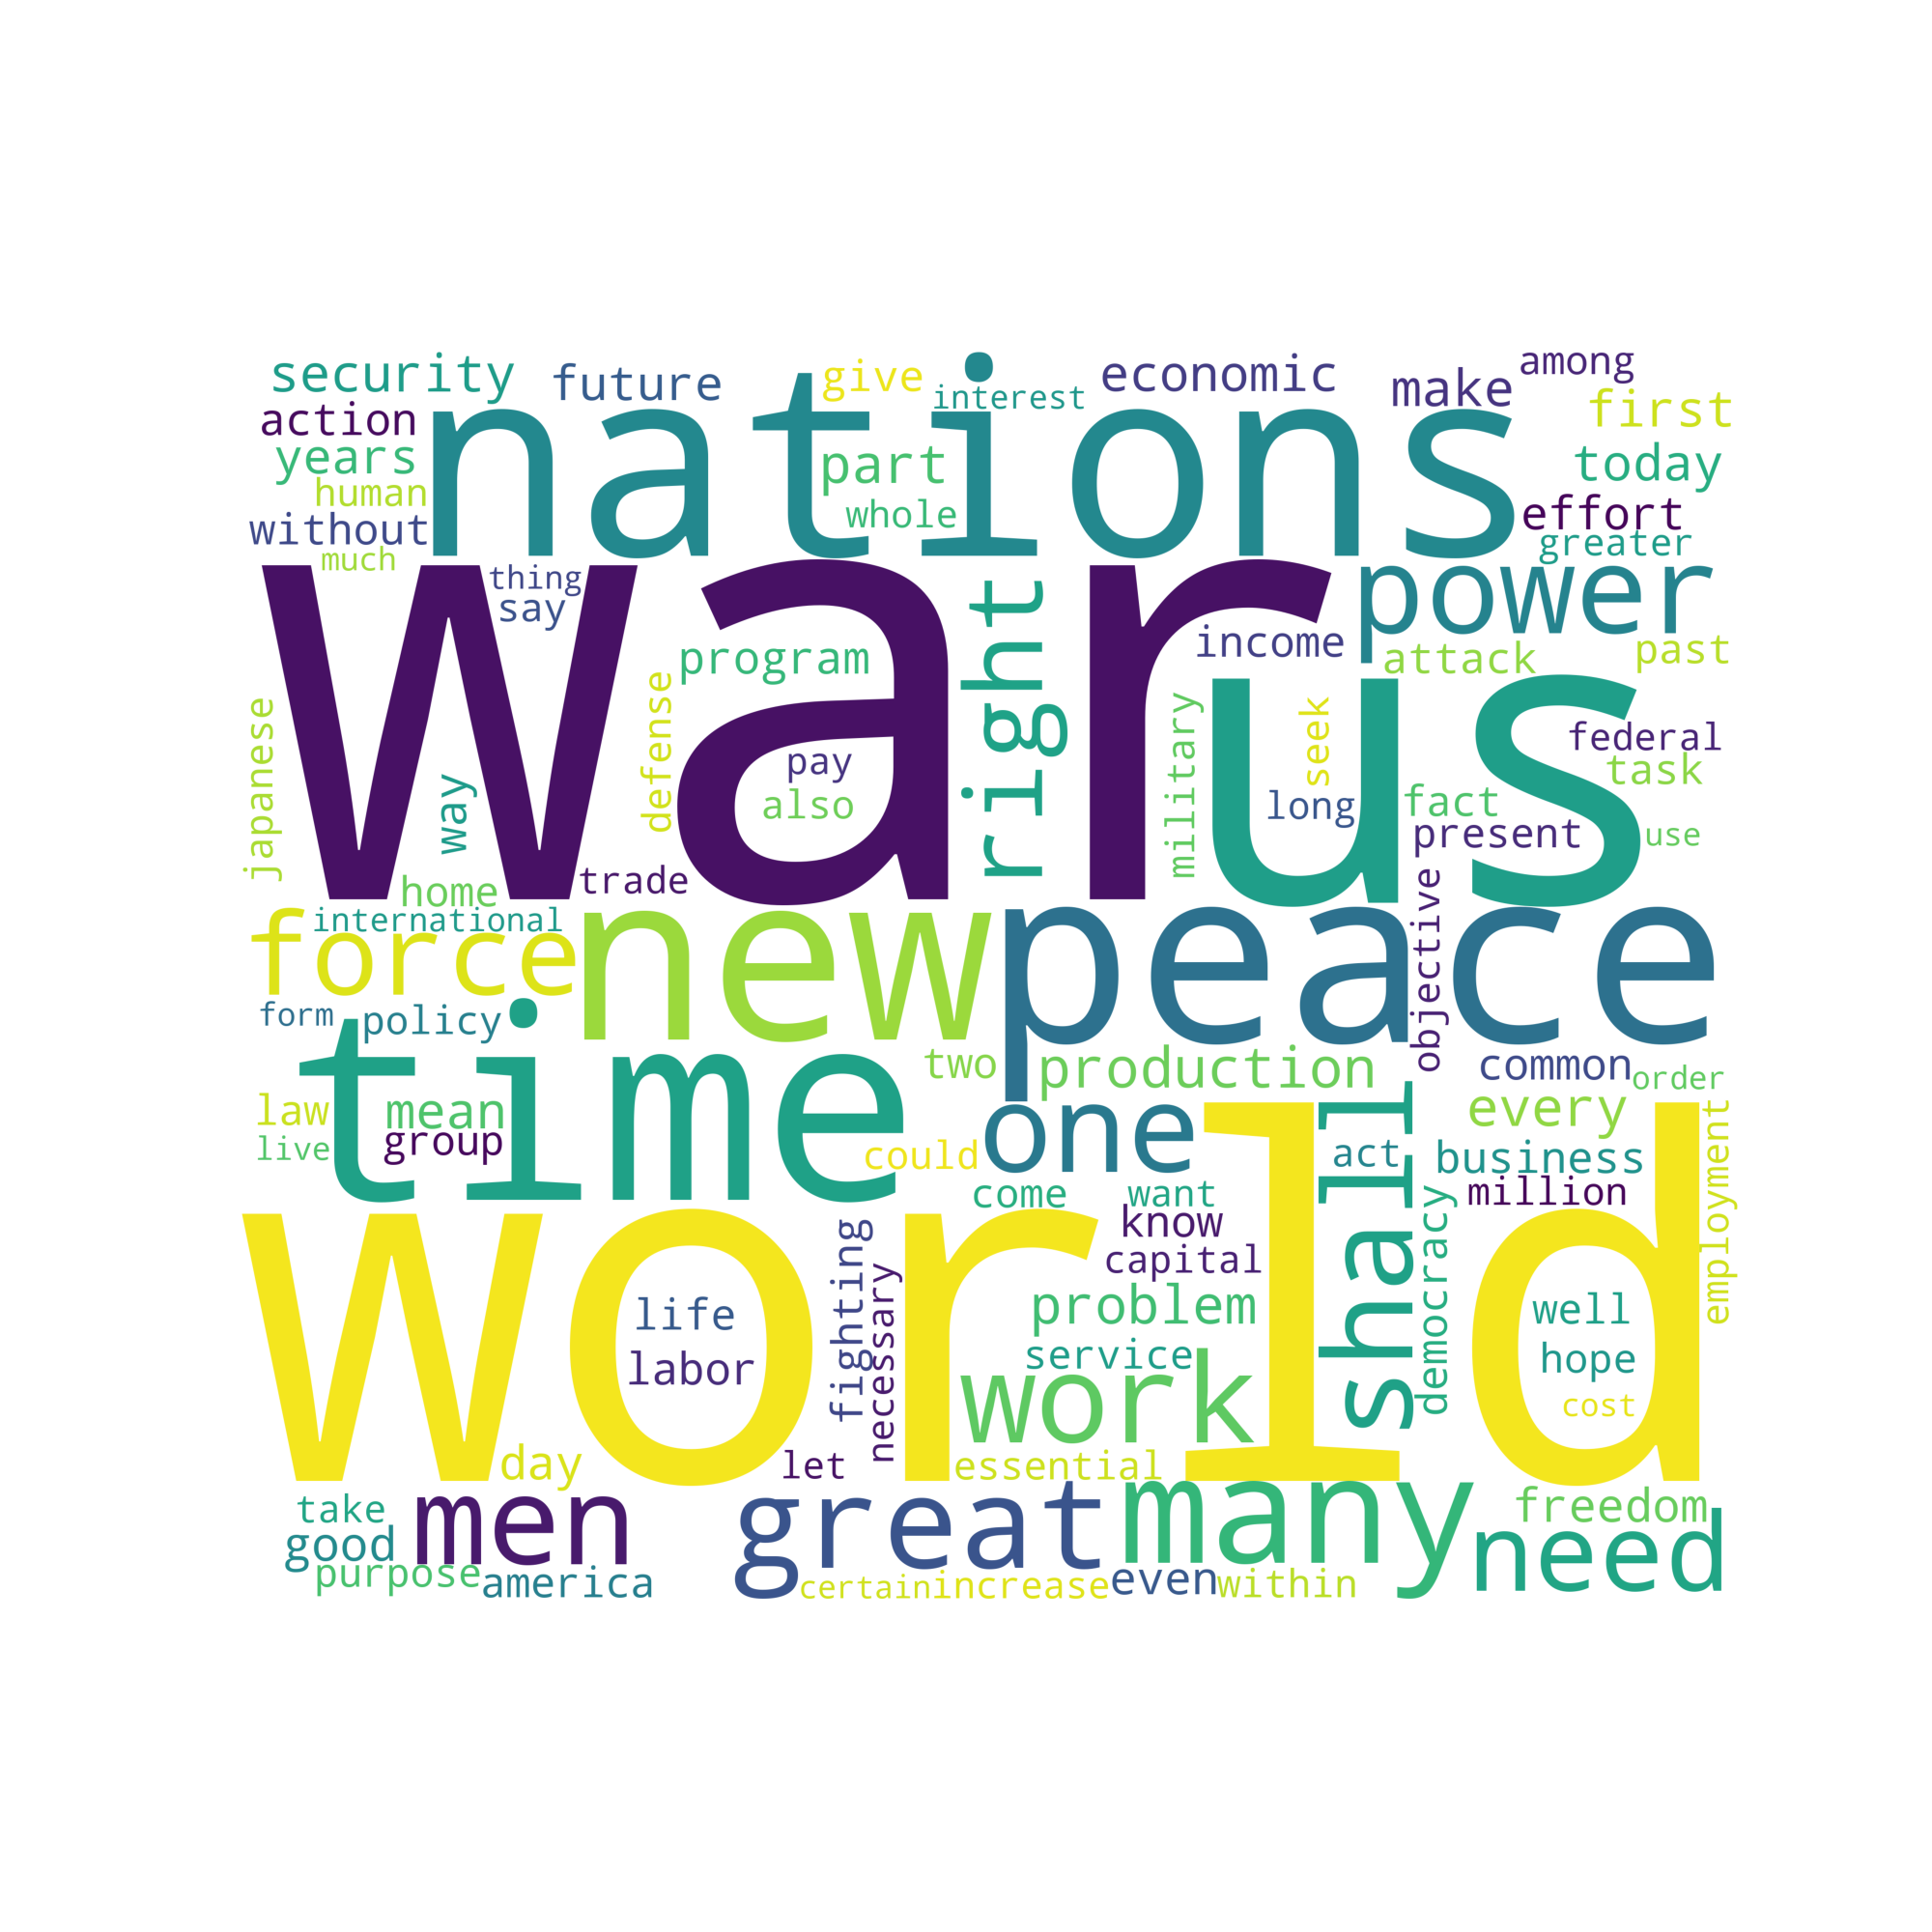 security
future
give
interest
economic
make
among
first
action
nations
years
part
today
human
whole
effort
without
greater
much
war
thing
say
right
power
income
program
attack
past
us
japanese
defense
military
seek
federal
way
pay
also
long
task
fact
present
use
home
trade
objective
international
force
new
peace
form
policy
time
two
production
common
order
law
mean
one
shall
every
employment
live
group
could
act
business
come
want
million
world
know
democracy
fighting
necessary
capital
life
problem
well
labor
service
hope
work
cost
day
let
essential
take
men
great
many
freedom
good
need
purpose
america
certain
increase
even
within